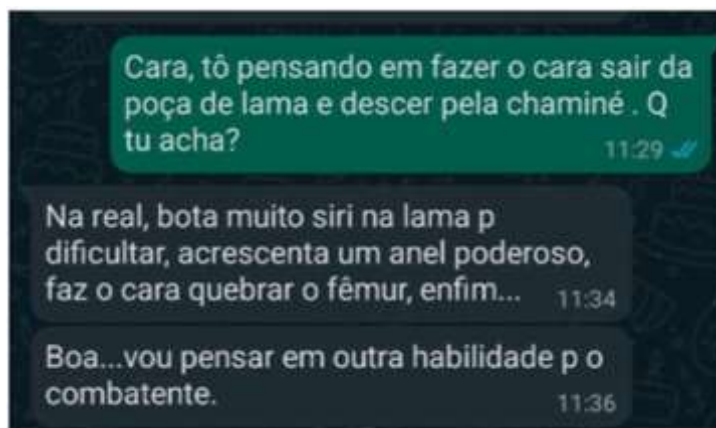 Cara, tô pensando em fazer o cara sair da
poça de lama e descer pela chaminé . Q
tu acha?
11:29
Na real, bota muito siri na lama p
dificultar, acrescenta um anel poderoso,
faz o cara quebrar o fêmur, enfim...
11:34
Boa...vou pensar em outra habilidade p o
combatente.
11:36